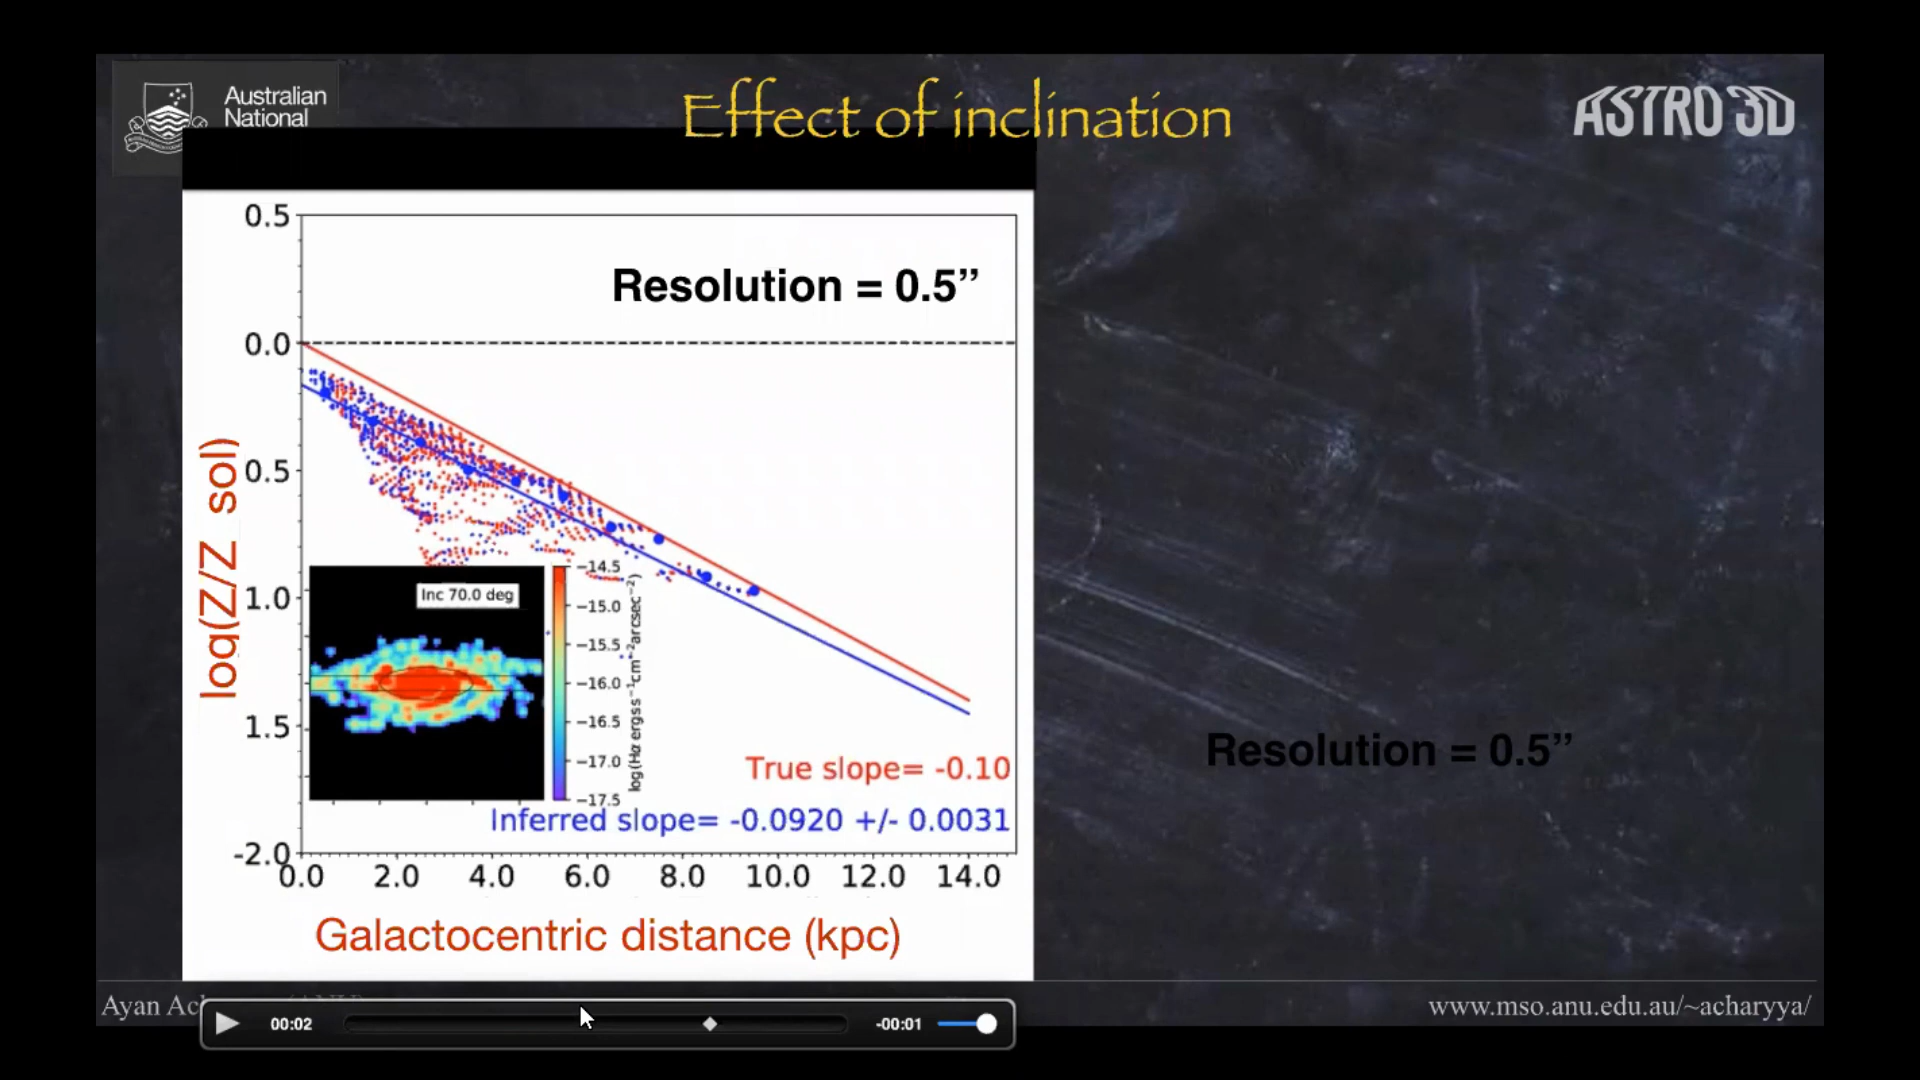 Australian
National
Effect of inclination
ASTRO 3D
Resolution = 0.5”
0.5
0.0
0.5
1.0
1.5
-2.0
log(Z/Z sol)
Inc 70.0 deg
−14.5
−15.0
−15.5
−16.0
−16.5
−17.0
−17.5
log(Hα ergs s−1cm−2arcsec−2)
True slope= -0.10
Inferred slope= -0.0920 +/- 0.0031
0.0 2.0 4.0 6.0 8.0 10.0 12.0 14.0
Galactocentric distance (kpc)
Resolution = 0.5”
Ayan
www.mso.anu.edu.au/~acharyya/
00:02
-00:01